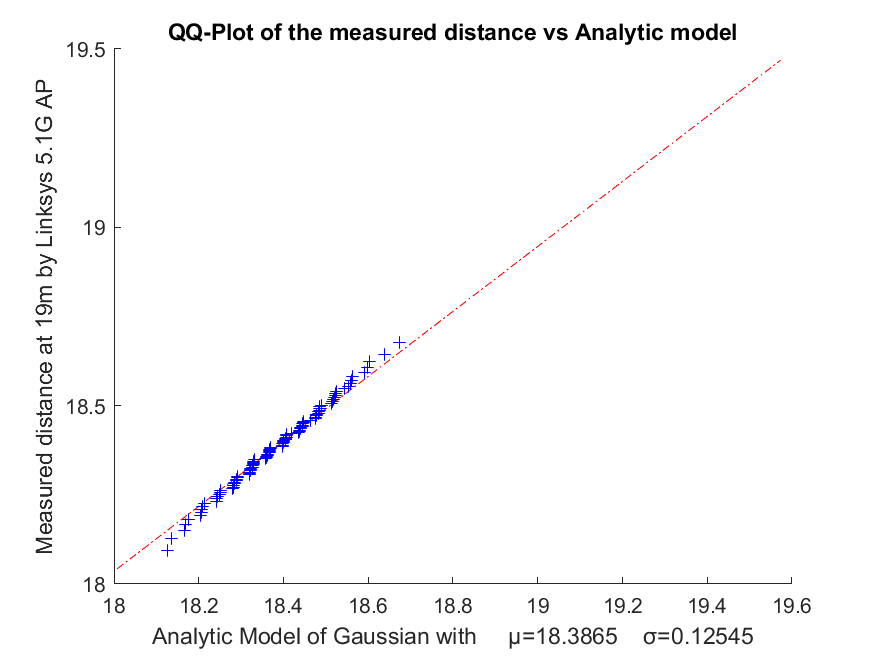 QQ-Plot of the measured distance vs Analytic model
Measured distance at 19m by Linksys 5.1G AP
19.5
19
18.5
18
18 18.2 18.4 18.6 18.8 19 19.2 19.4 19.6
Analytic Model of Gaussian with μ=18.3865 σ=0.12545